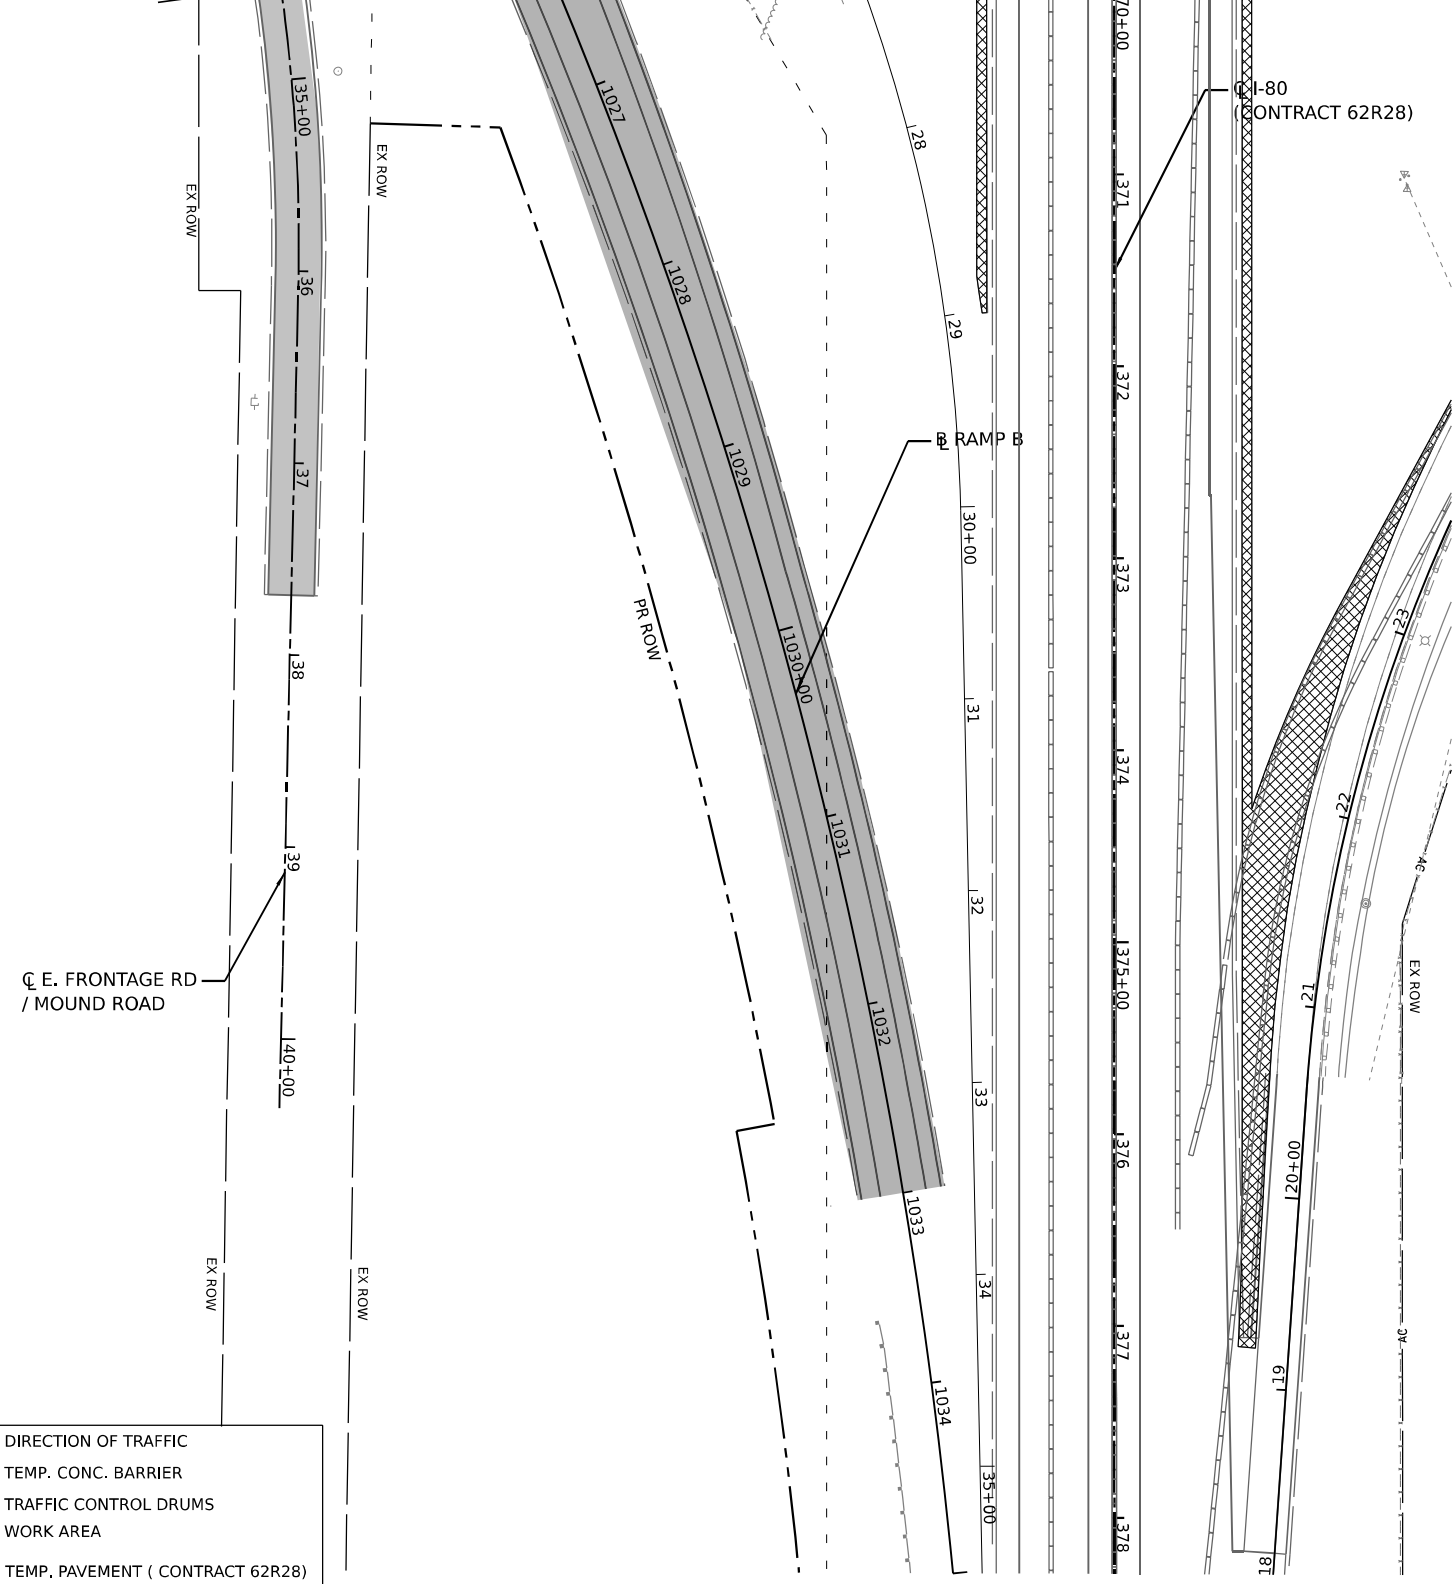 70+00
℄ I-80
(CONTRACT 62R28)
35+00
1027
28
EX ROW
EX ROW
371
36
1028
29
372
℄ RAMP B
37
1029
30+00
373
23
PR ROW
38
1030+00
31
374
22
39
1031
32
AC
℄ E. FRONTAGE RD
/ MOUND ROAD
375+00
21
EX ROW
40+00
1032
33
376
20+00
1033
EX ROW
EX ROW
34
377
AC
19
1034
35+00
378
18
DIRECTION OF TRAFFIC
TEMP. CONC. BARRIER
TRAFFIC CONTROL DRUMS
WORK AREA
TEMP. PAVEMENT ( CONTRACT 62R28)